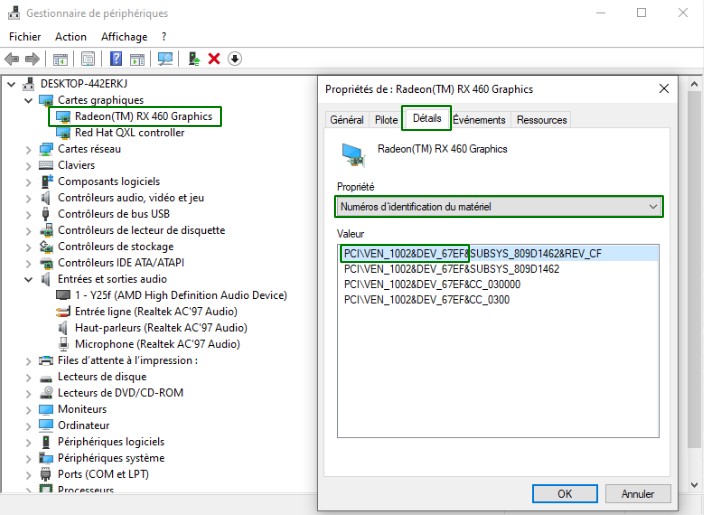 Gestionnaire de périphériques
Fichier Action Affichage ?
DESKTOP-442ERKJ
Cartes graphiques
Radeon(TM) RX 460 Graphics
Red Hat QXL controller
Cartes réseau
Claviers
Composants logiciels
Contrôleurs audio, vidéo et jeu
Contrôleurs de bus USB
Contrôleurs de lecteur de disquette
Contrôleurs de stockage
Contrôleurs IDE ATA/ATAPI
Entrées et sorties audio
1 - Y25f (AMD High Definition Audio Device)
Entrée ligne (Realtek AC'97 Audio)
Haut-parleurs (Realtek AC'97 Audio)
Microphone (Realtek AC'97 Audio)
Files d'attente à l'impression :
Lecteurs de disque
Lecteurs de DVD/CD-ROM
Moniteurs
Ordinateur
Périphériques logiciels
Périphériques système
Ports (COM et LPT)
Processeurs
Propriétés de : Radeon(TM) RX 460 Graphics
Général Pilote Détails Événements Ressources
Radeon(TM) RX 460 Graphics
Propriété
Numéros d'identification du matériel
Valeur
PCI\VEN_1002&DEV_67EF&SUBSYS_809D1462&REV_CF
PCI\VEN_1002&DEV_67EF&SUBSYS_809D1462
PCI\VEN_1002&DEV_67EF&CC_030000
PCI\VEN_1002&DEV_67EF&CC_0300
OK Annuler